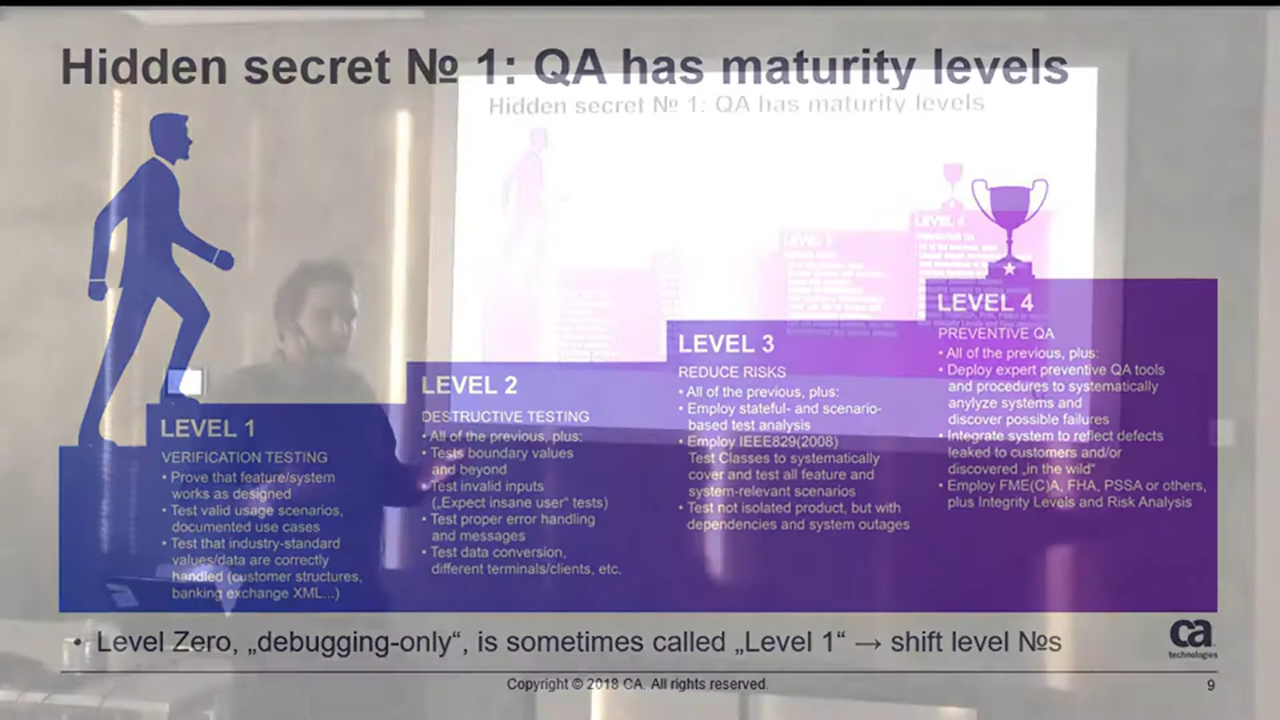 Hidden secret № 1: QA has maturity levels
Hidden secret № 1: QA has maturity levels
LEVEL 1
VERIFICATION TESTING
• Prove that feature/system
works as designed
• Test valid usage scenarios,
documented use cases
• Test that industry-standard
values/data are correctly
handled (customer structures,
banking exchange XML...)
LEVEL 2
DESTRUCTIVE TESTING
• All of the previous, plus:
• Tests boundary values
and beyond
• Test invalid inputs
(„Expect insane user“ tests)
• Test proper error handling
and messages
• Test data conversion,
different terminals/clients, etc.
LEVEL 3
REDUCE RISKS
• All of the previous, plus:
• Employ stateful- and scenario-
based test analysis
• Employ IEEE829(2008)
Test Classes to systematically
cover and test all feature and
system-relevant scenarios
• Test not isolated product, but with
dependencies and system outages
LEVEL 4
LEVEL 4
PREVENTIVE QA
• All of the previous, plus:
• Deploy expert preventive QA tools
and procedures to systematically
anylyze systems and
discover possible failures
• Integrate system to reflect defects
leaked to customers and/or
discovered „in the wild“
• Employ FME(C)A, FHA, PSSA or others,
plus Integrity Levels and Risk Analysis
• Level Zero, „debugging-only“, is sometimes called „Level 1“ → shift level №s
ca
technologies
Copyright © 2018 CA. All rights reserved.
9